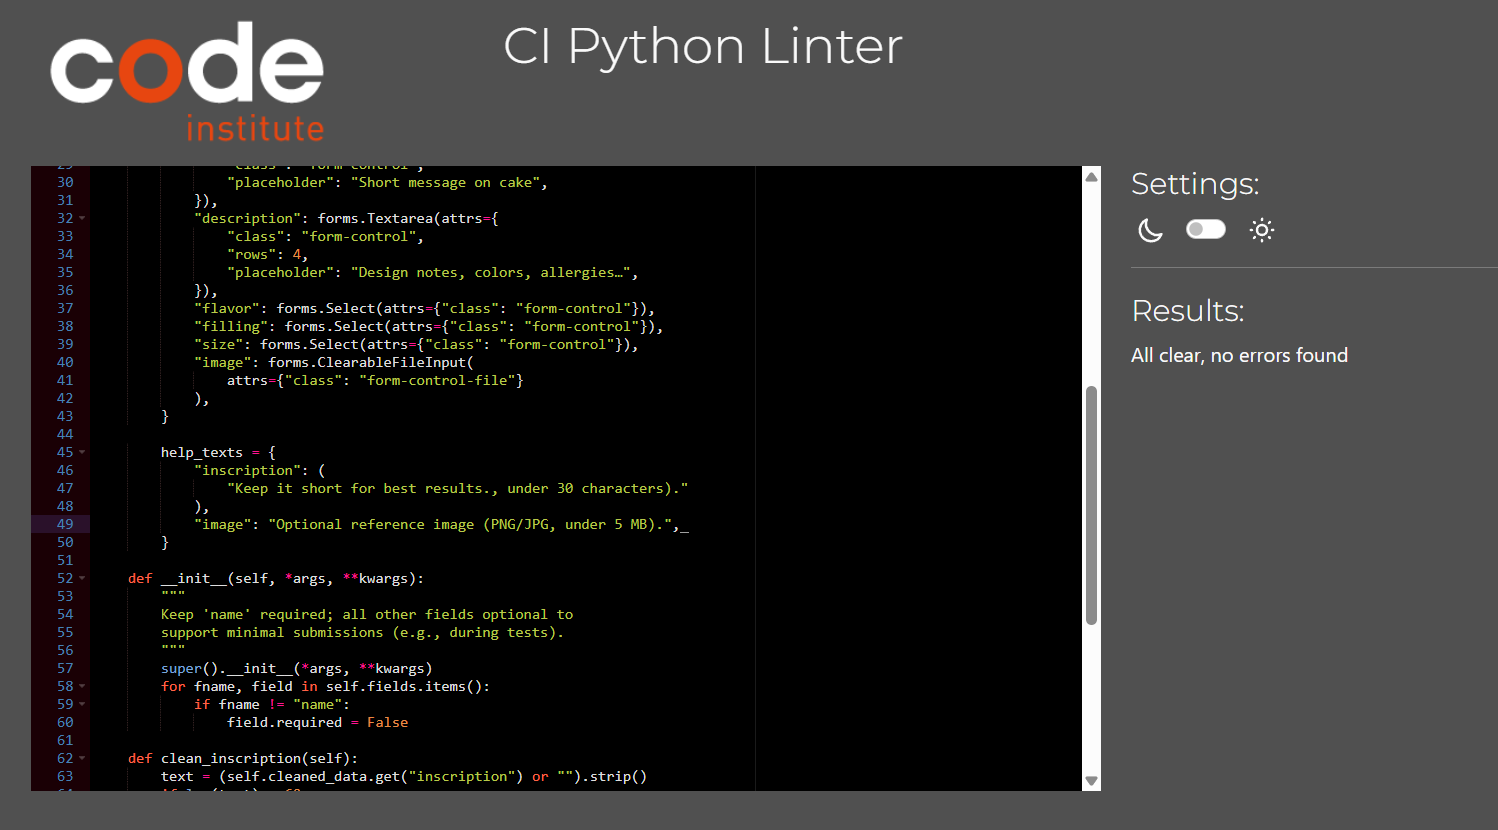 code
institute
CI Python Linter
29 "class": "form-control",
30 "placeholder": "Short message on cake",
31 }),
32 "description": forms.Textarea(attrs={
33 "class": "form-control",
34 "rows": 4,
35 "placeholder": "Design notes, colors, allergies…",
36 }),
37 "flavor": forms.Select(attrs={"class": "form-control"}),
38 "filling": forms.Select(attrs={"class": "form-control"}),
39 "size": forms.Select(attrs={"class": "form-control"}),
40 "image": forms.ClearableFileInput(
41 attrs={"class": "form-control-file"}
42 ),
43 }
44
45 help_texts = {
46 "inscription": (
47 "Keep it short for best results., under 30 characters)."
48 ),
49 "image": "Optional reference image (PNG/JPG, under 5 MB).",_
50 }
51
52 def __init__(self, *args, **kwargs):
53 """
54 Keep 'name' required; all other fields optional to
55 support minimal submissions (e.g., during tests).
56 """
57 super().__init__(*args, **kwargs)
58 for fname, field in self.fields.items():
59 if fname != "name":
60 field.required = False
61
62 def clean_inscription(self):
63 text = (self.cleaned_data.get("inscription") or "").strip()
Settings:
Results:
All clear, no errors found